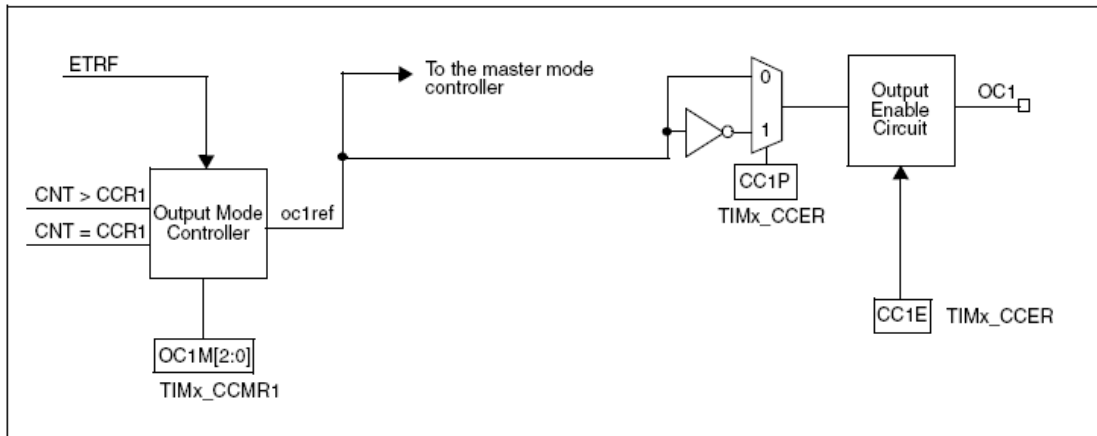 ETRF
To the master mode
controller
0
1
Output
Enable
Circuit
OC1
CNT > CCR1
CNT = CCR1
Output Mode
Controller
oc1ref
CC1P
TIMx_CCER
OC1M[2:0]
TIMx_CCMR1
CC1E
TIMx_CCER